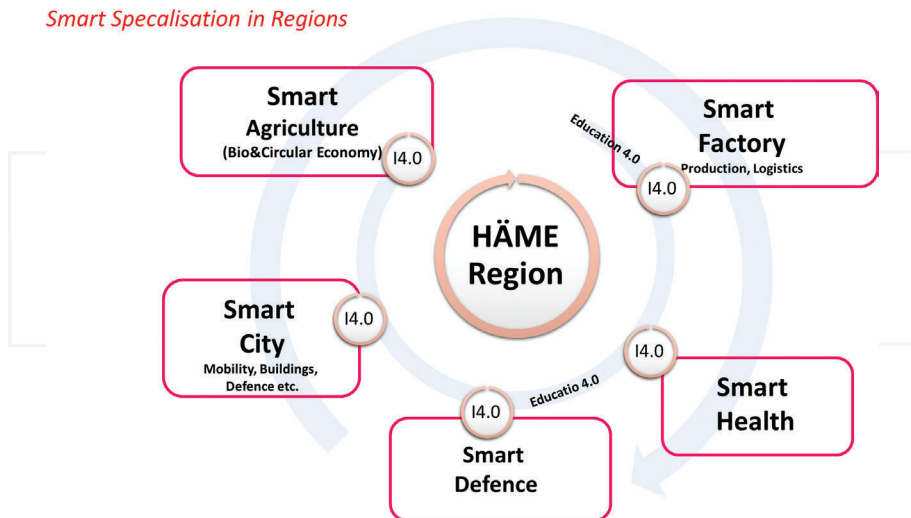 Smart Specalisation in Regions
Smart
Agriculture
(Bio&Circular Economy)
I4.0
Education 4.0
Smart
Factory
Production, Logistics
I4.0
HÄME
Region
Smart
City
Mobility, Buildings,
Defence etc.
I4.0
I4.0
Smart
Health
Educatio 4.0
I4.0
Smart
Defence